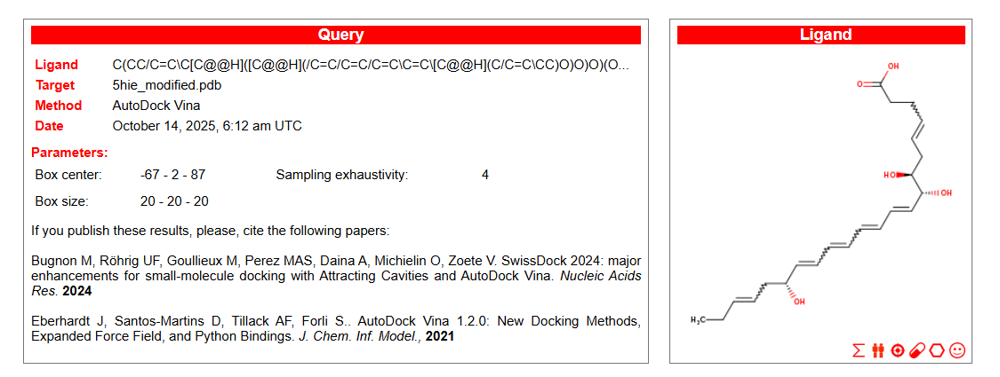 Query
Ligand C(CC/C=C\C[C@@H]([C@@H](/C=C/C=C/C=C\C=C\[C@@H](C/C=C\CC)O)O)O)(O...
Target 5hie_modified.pdb
Method AutoDock Vina
Date October 14, 2025, 6:12 am UTC
Parameters:
Box center: -67 - 2 - 87 Sampling exhaustivity: 4
Box size: 20 - 20 - 20
If you publish these results, please, cite the following papers:
Bugnon M, Röhrig UF, Goullieux M, Perez MAS, Daina A, Michielin O, Zoete V. SwissDock 2024: major
enhancements for small-molecule docking with Attracting Cavities and AutoDock Vina. Nucleic Acids
Res. 2024
Eberhardt J, Santos-Martins D, Tillack AF, Forli S.. AutoDock Vina 1.2.0: New Docking Methods,
Expanded Force Field, and Python Bindings. J. Chem. Inf. Model., 2021
Ligand
OH
O
HO
OH
OH
H3C